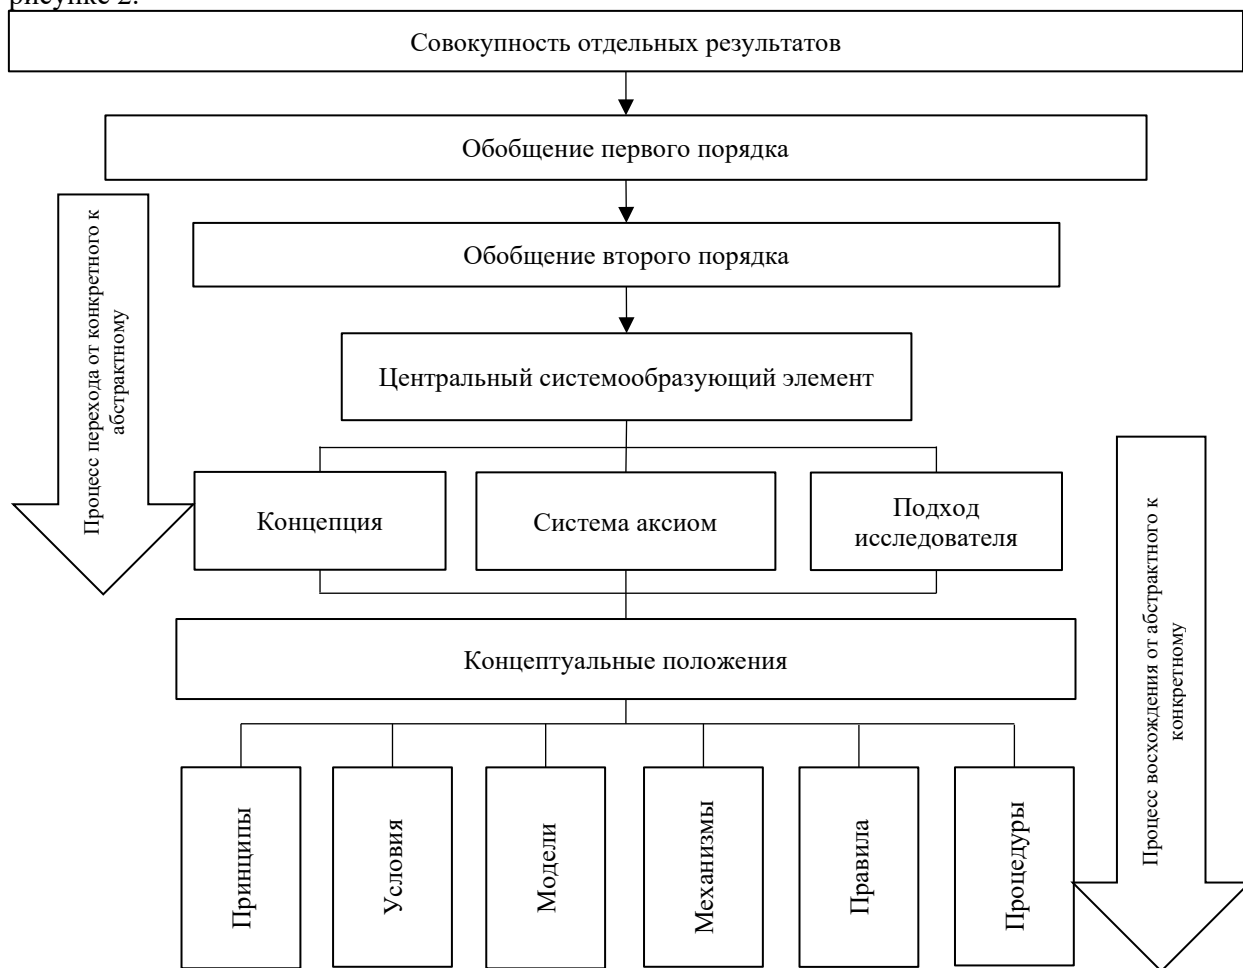 рисунке 2.
Совокупность отдельных результатов
Обобщение первого порядка
Обобщение второго порядка
Центральный системообразующий элемент
Процесс перехода от конкретного к
абстрактному
Концепция
Система аксиом
Подход
исследователя
Концептуальные положения
Процесс восхождения от абстрактного к
конкретному
Принципы
Условия
Модели
Механизмы
Правила
Процедуры